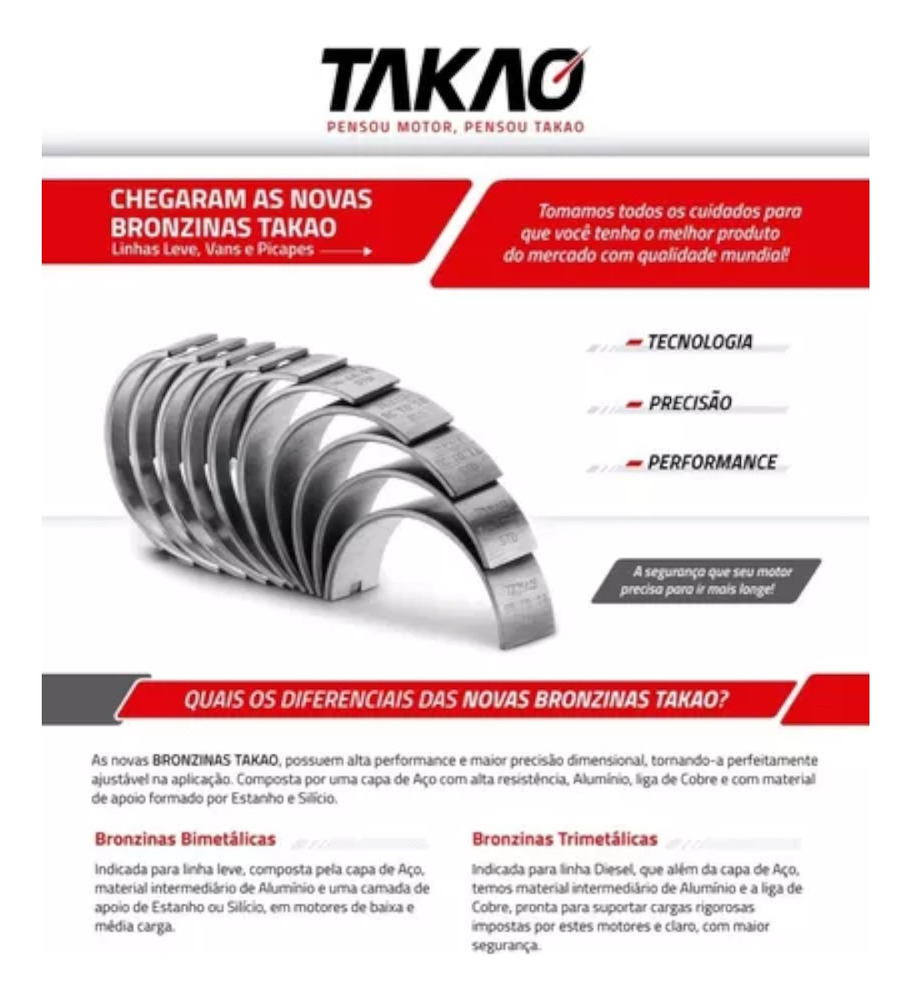 TAKAO
PENSOU MOTOR, PENSOU TAKAO
CHEGARAM AS NOVAS
BRONZINAS TAKAO
Linhas Leve, Vans e Picapes
Tomamos todos os cuidados para
que você tenha o melhor produto
do mercado com qualidade mundial!
TECNOLOGIA
PRECISÃO
PERFORMANCE
STD
A segurança que seu motor
precisa para ir mais longe!
QUAIS OS DIFERENCIAIS DAS NOVAS BRONZINAS TAKAO?
As novas BRONZINAS TAKAO, possuem alta performance e maior precisão dimensional, tornando-a perfeitamente
ajustável na aplicação. Composta por uma capa de Aço com alta resistência, Alumínio, liga de Cobre e com material
de apoio formado por Estanho e Silício.
Bronzinas Bimetálicas
Indicada para linha leve, composta pela capa de Aço,
material intermediário de Alumínio e uma camada de
apoio de Estanho ou Silício, em motores de baixa e
média carga.
Bronzinas Trimetálicas
Indicada para linha Diesel, que além da capa de Aço,
temos material intermediário de Alumínio e a liga de
Cobre, pronta para suportar cargas rigorosas
impostas por estes motores e claro, com maior
segurança.